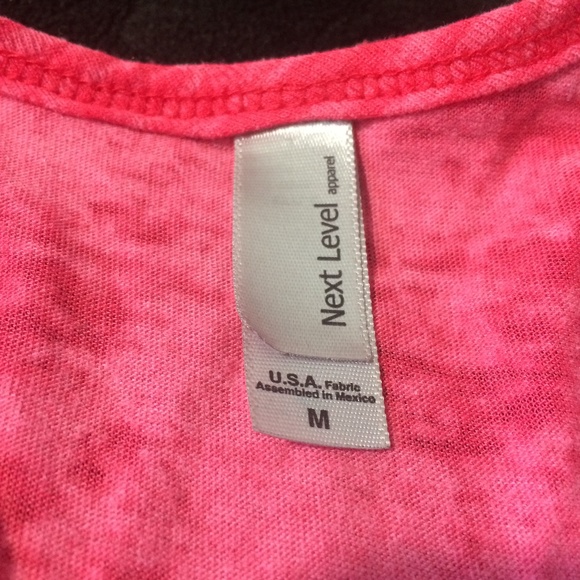 Next Level
apparel
U.S.A. Fabric
Assembled in Mexico
M